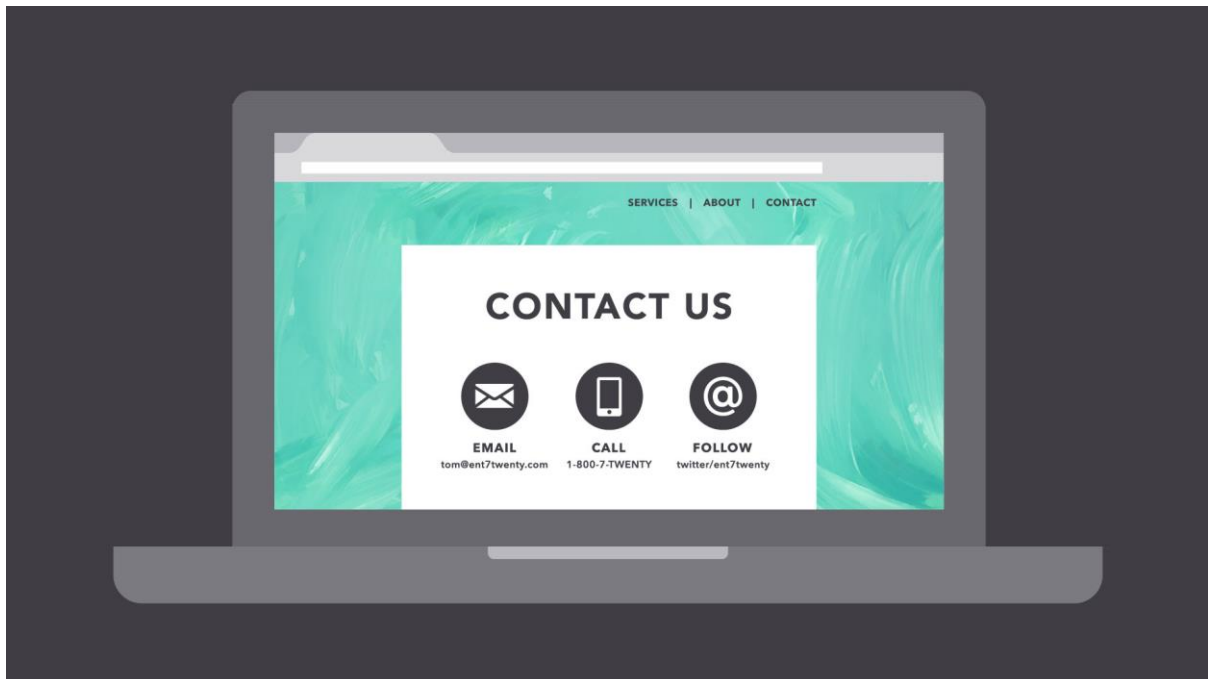 SERVICES | ABOUT | CONTACT
CONTACT US
EMAIL
tom@ent7twenty.com
CALL
1-800-7-TWENTY
FOLLOW
twitter/ent7twenty